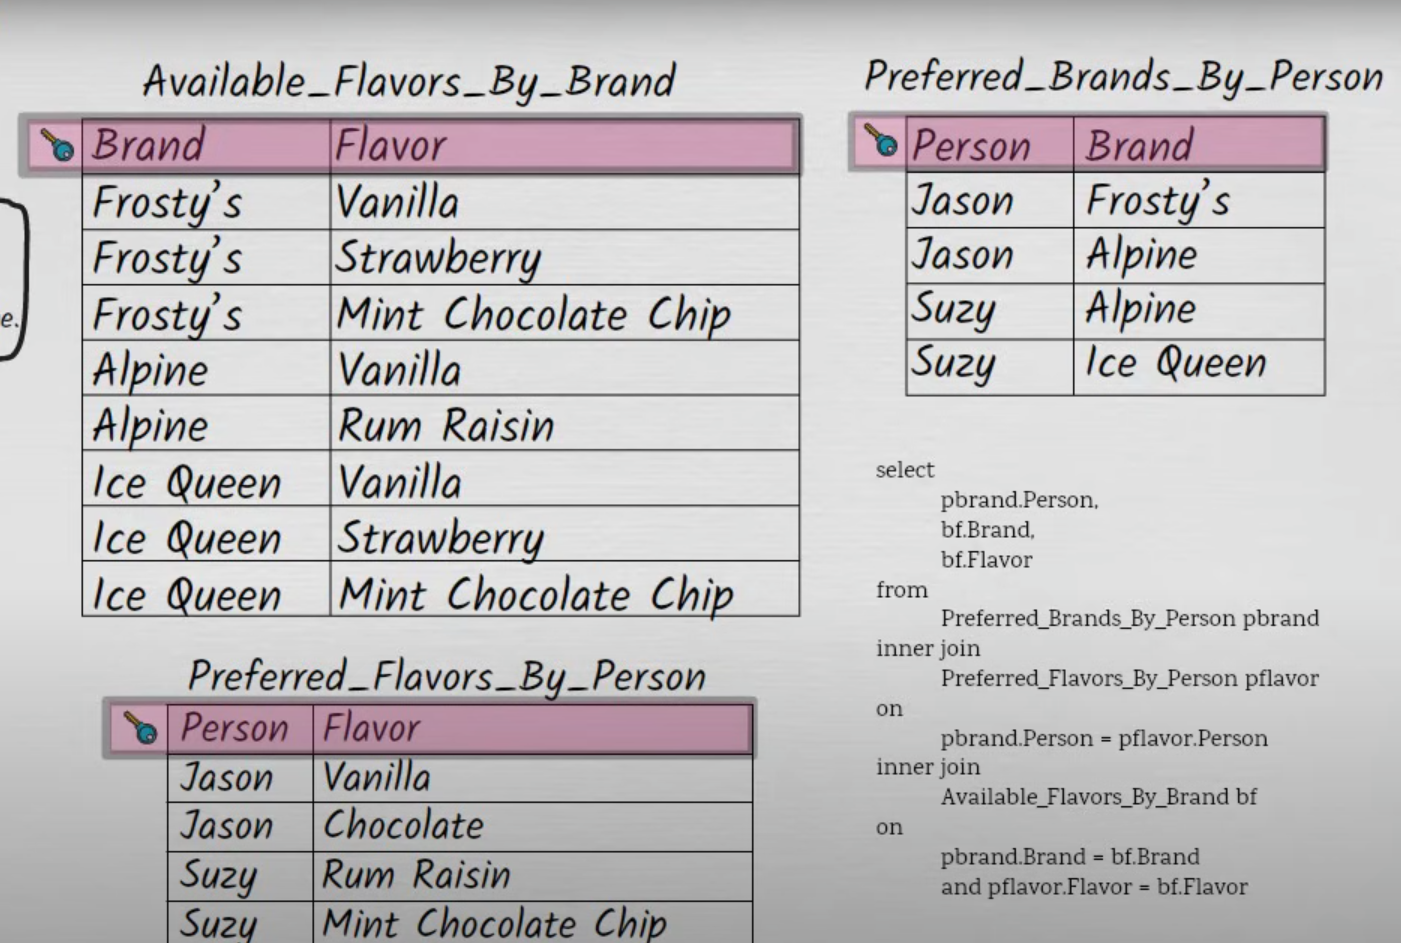 Available_Flavors_By_Brand
Brand Flavor
Frosty's Vanilla
Frosty's Strawberry
Frosty's Mint Chocolate Chip
Alpine Vanilla
Alpine Rum Raisin
Ice Queen Vanilla
Ice Queen Strawberry
Ice Queen Mint Chocolate Chip
e.
Preferred_Flavors_By_Person
Person Flavor
Jason Vanilla
Jason Chocolate
Suzy Rum Raisin
Suzy Mint Chocolate Chip
Preferred_Brands_By_Person
Person Brand
Jason Frosty's
Jason Alpine
Suzy Alpine
Suzy Ice Queen
select
pbrand.Person,
bf.Brand,
bf.Flavor
from
Preferred_Brands_By_Person pbrand
inner join
Preferred_Flavors_By_Person pflavor
on
pbrand.Person = pflavor.Person
inner join
Available_Flavors_By_Brand bf
on
pbrand.Brand = bf.Brand
and pflavor.Flavor = bf.Flavor